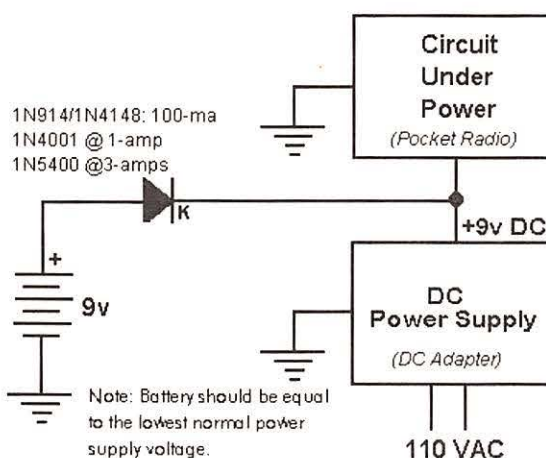 Circuit
Under
Power
(Pocket Radio)
1N914/1N4148: 100-ma
1N4001 @ 1-amp
1N5400 @3-amps
K
+9v DC
+
9v
DC
Power Supply
(DC Adapter)
Note: Battery should be equal
to the lowest normal power
supply voltage.
110 VAC